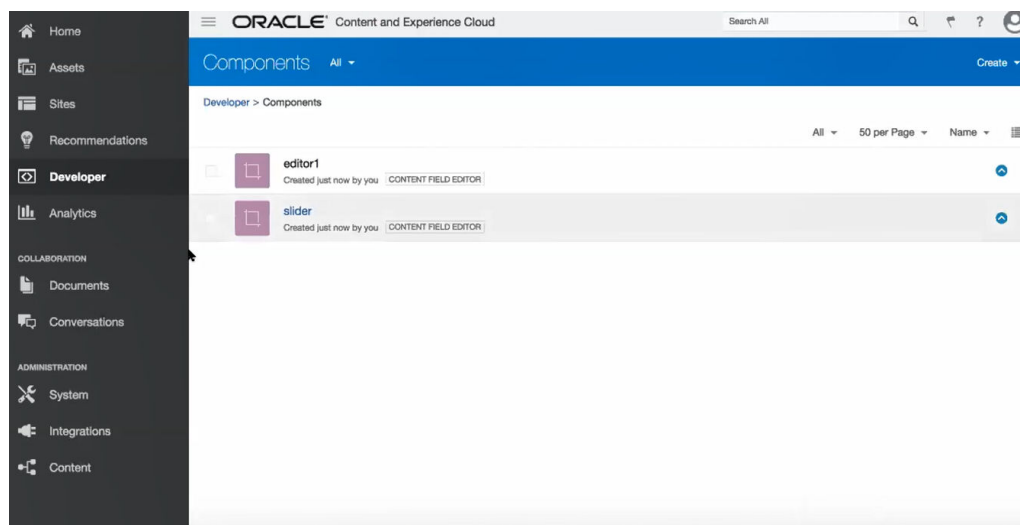 ORACLE® Content and Experience Cloud
Search All
?
Components All
Create
Developer > Components
All 50 per Page Name
editor1
Created just now by you CONTENT FIELD EDITOR
slider
Created just now by you CONTENT FIELD EDITOR
Home
Assets
Sites
Recommendations
Developer
Analytics
COLLABORATION
Documents
Conversations
ADMINISTRATION
System
Integrations
Content